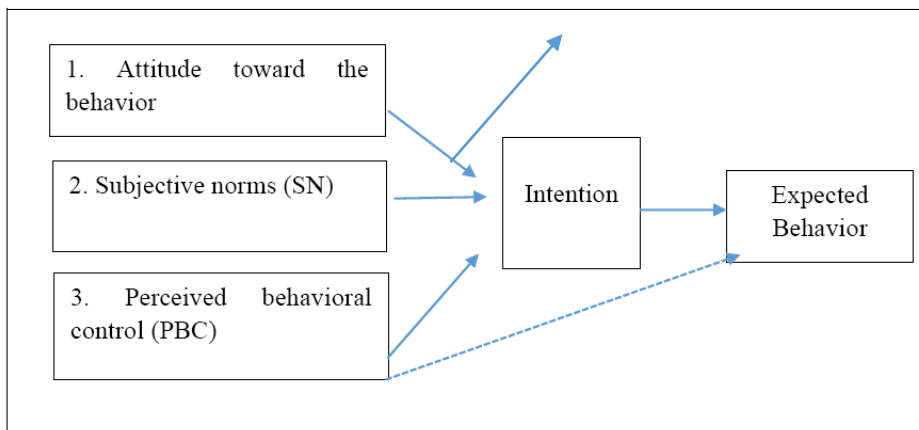 1. Attitude toward the
behavior
2. Subjective norms (SN)
3. Perceived behavioral
control (PBC)
Intention
Expected
Behavior